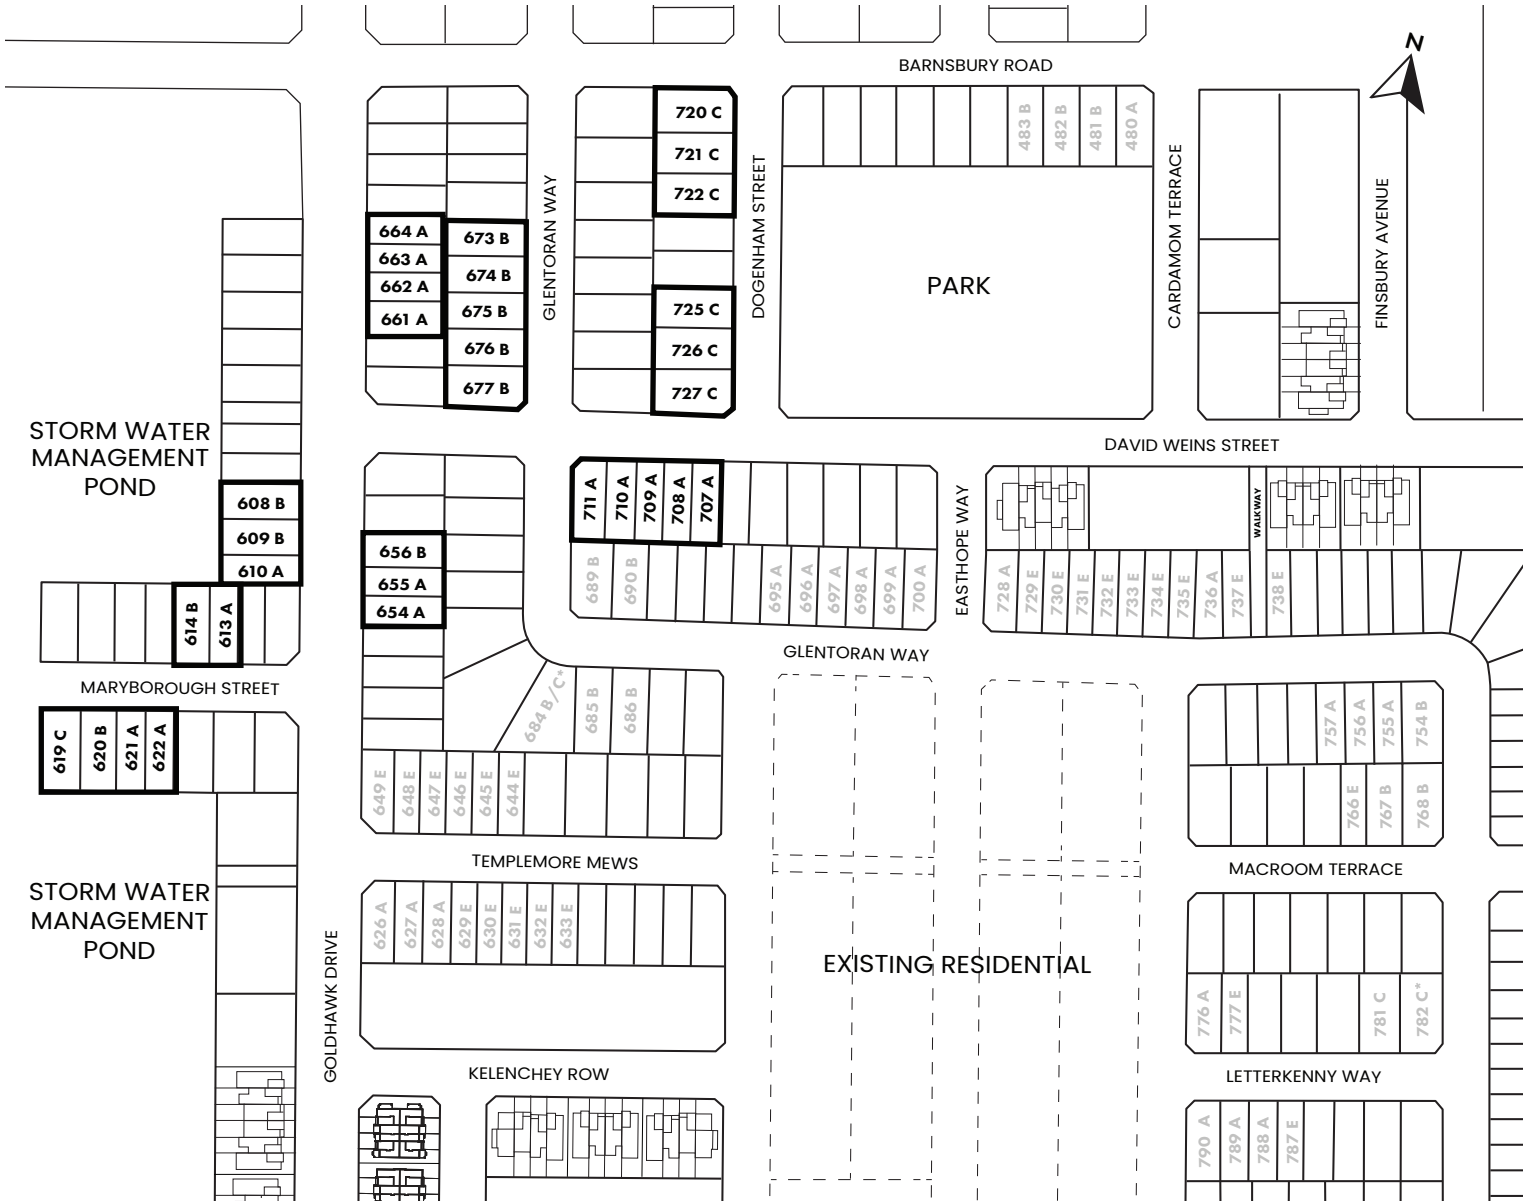 N
BARNSBURY ROAD
720 C
721 C
722 C
483 B
482 B
481 B
480 A
664 A
663 A
662 A
661 A
673 B
674 B
675 B
676 B
677 B
GLENTORAN WAY
DOGENHAM STREET
725 C
726 C
727 C
PARK
CARDAMOM TERRACE
FINSBURY AVENUE
STORM WATER
MANAGEMENT
POND
DAVID WEINS STREET
608 B
609 B
610 A
614 B
613 A
656 B
655 A
654 A
711 A
710 A
709 A
708 A
707 A
689 B
690 B
695 A
696 A
697 A
698 A
699 A
700 A
EASTHOPE WAY
WALKWAY
728 A
729 E
730 E
731 E
732 E
733 E
734 E
735 E
736 A
737 E
738 E
GLENTORAN WAY
MARYBOROUGH STREET
619 C
620 B
621 A
622 A
684 B/C*
685 B
686 B
649 E
648 E
647 E
646 E
645 E
644 E
757 A
756 A
755 A
754 B
766 E
767 B
768 B
TEMPLEMORE MEWS
MACROOM TERRACE
STORM WATER
MANAGEMENT
POND
GOLDHAWK DRIVE
626 A
627 A
628 A
629 E
630 E
631 E
632 E
633 E
EXISTING RESIDENTIAL
776 A
777 E
781 C
782 C*
KELENCHEY ROW
LETTERKENNY WAY
790 A
789 A
788 A
787 E